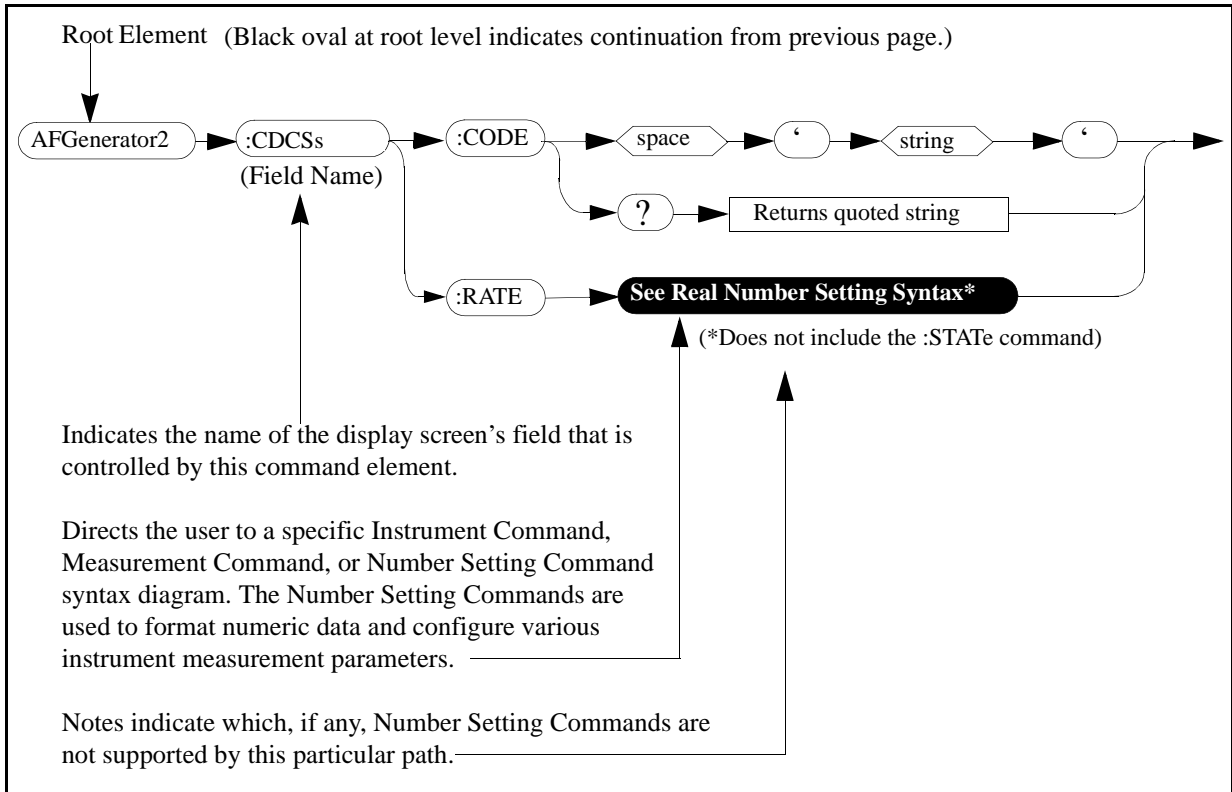 Root Element (Black oval at root level indicates continuation from previous page.)
AFGenerator2 :CDCSs :CODE space ‘ string ‘
(Field Name)
? Returns quoted string
:RATE See Real Number Setting Syntax*
(*Does not include the :STATe command)
Indicates the name of the display screen’s field that is
controlled by this command element.
Directs the user to a specific Instrument Command,
Measurement Command, or Number Setting Command
syntax diagram. The Number Setting Commands are
used to format numeric data and configure various
instrument measurement parameters.
Notes indicate which, if any, Number Setting Commands are
not supported by this particular path.